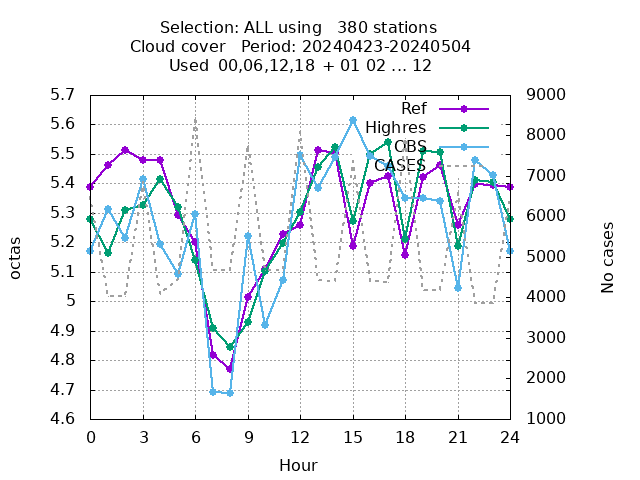 Selection: ALL using   380 stations
Cloud cover   Period: 20240423-20240504
Used  00,06,12,18  + 01 02 ... 12
Ref
Highres
OBS
CASES
5.7
5.6
5.5
5.4
5.3
5.2
5.1
5
4.9
4.8
4.7
4.6
9000
8000
7000
6000
5000
4000
3000
2000
1000
octas
No cases
0 3 6 9 12 15 18 21 24
Hour